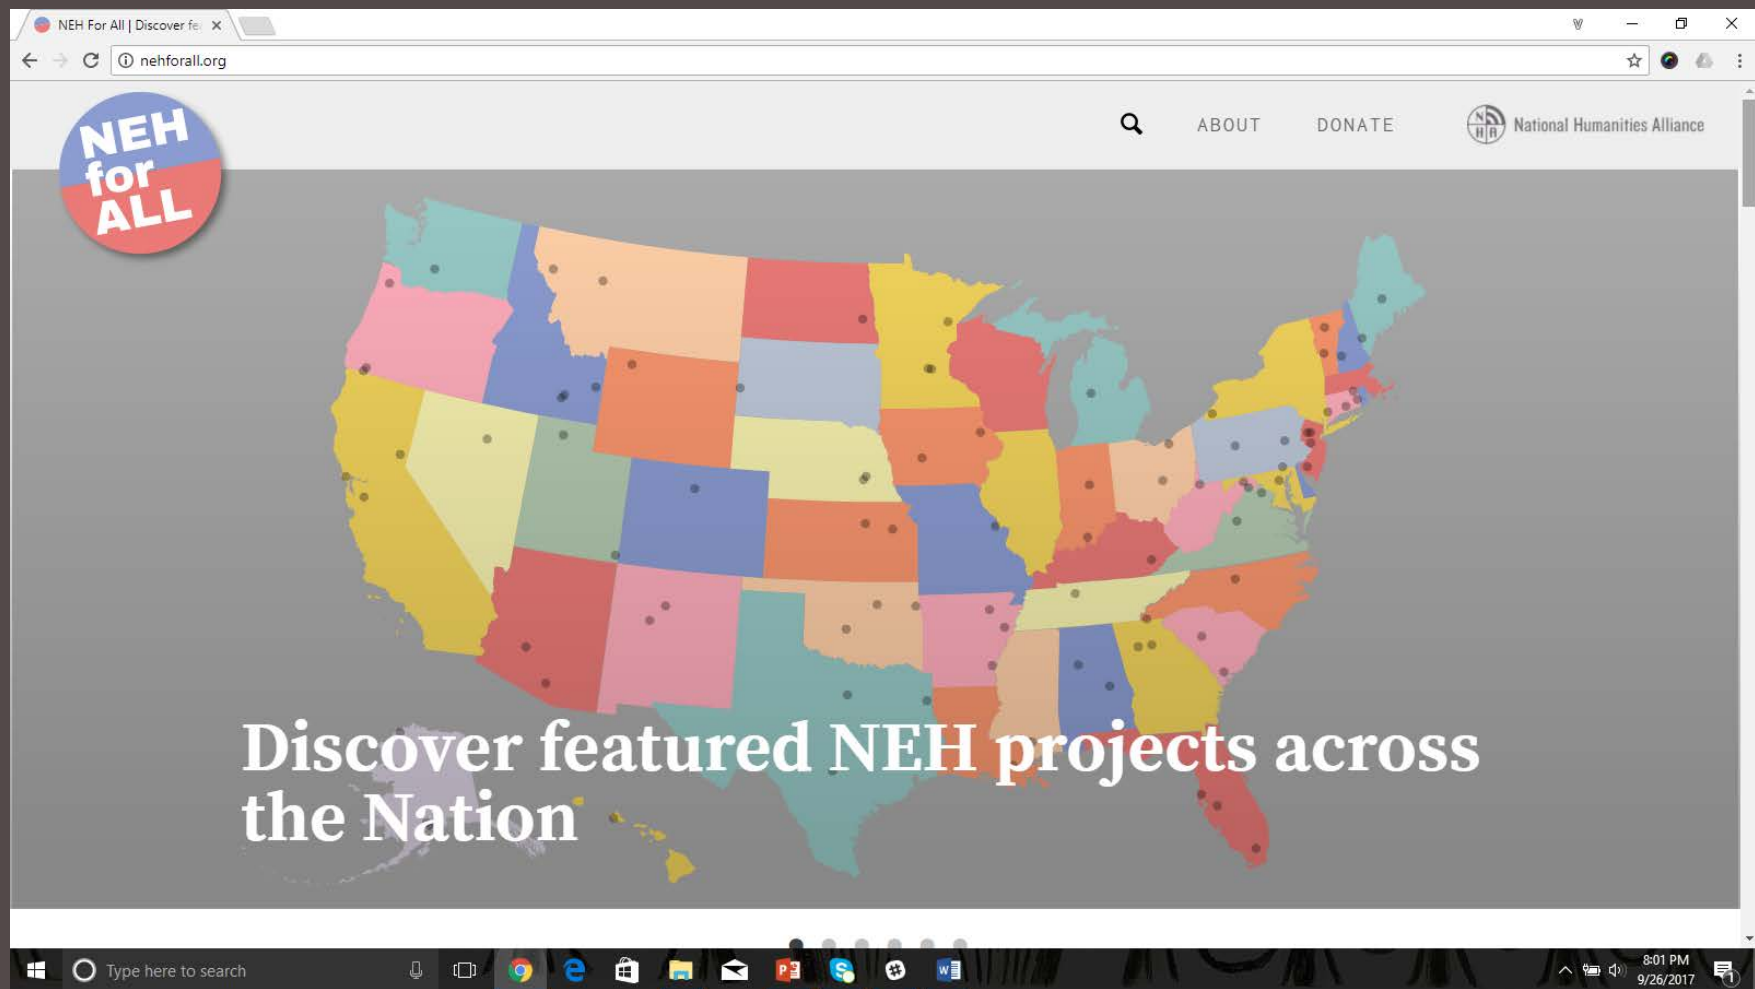 NEH For All | Discover fe
nehforall.org
NEH
for
ALL
ABOUT
DONATE
NHA
National Humanities Alliance
Discover featured NEH projects across
the Nation
Type here to search
8:01 PM
9/26/2017